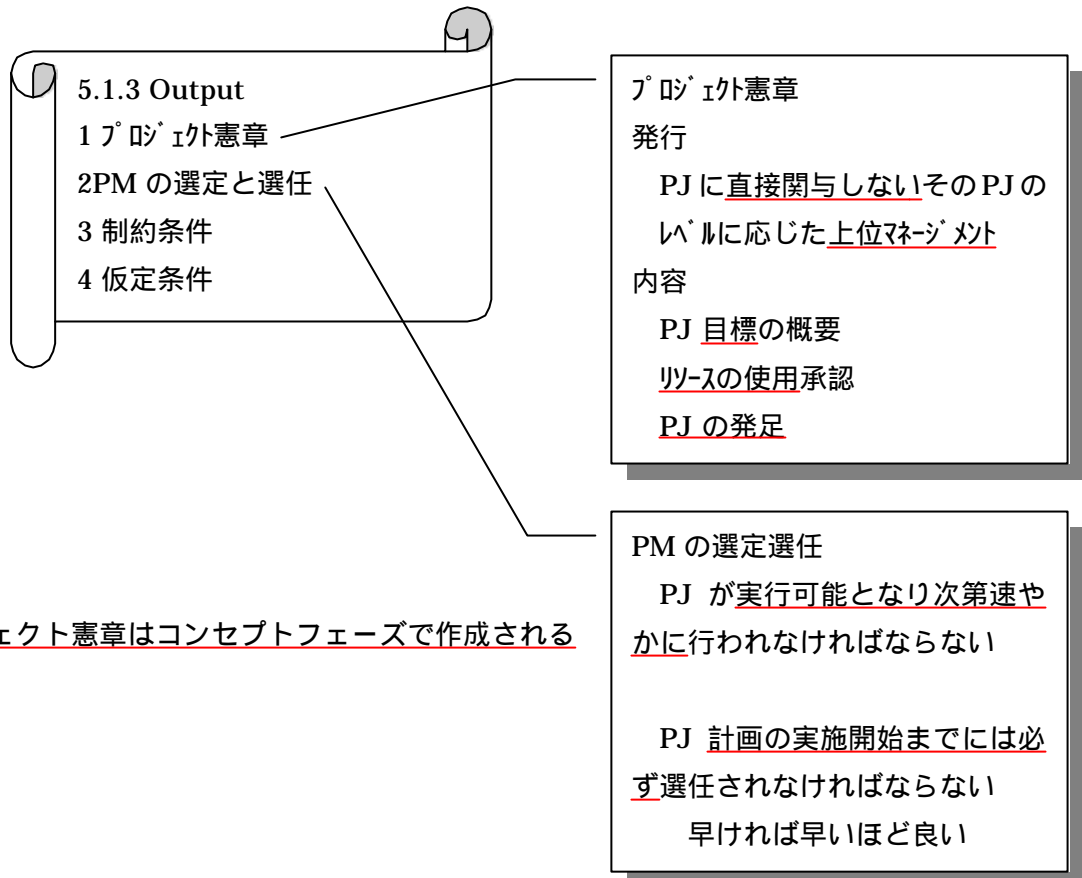 5.1.3 Output
1 ﾌﾟﾛｼﾞｪｸﾄ憲章
2PM の選定と選任
3 制約条件
4 仮定条件
ﾌﾟﾛｼﾞｪｸﾄ憲章
発行
PJ に直接関与しないその PJ の
ﾚﾍﾞﾙに応じた上位ﾏﾈｰｼﾞﾒﾝﾄ
内容
PJ 目標の概要
ﾘｿｰｽの使用承認
PJ の発足
PM の選定選任
PJ が実行可能となり次第速や
かに行われなければならない
PJ 計画の実施開始までには必
ず選任されなければならない
早ければ早いほど良い
ェクト憲章はコンセプトフェーズで作成される